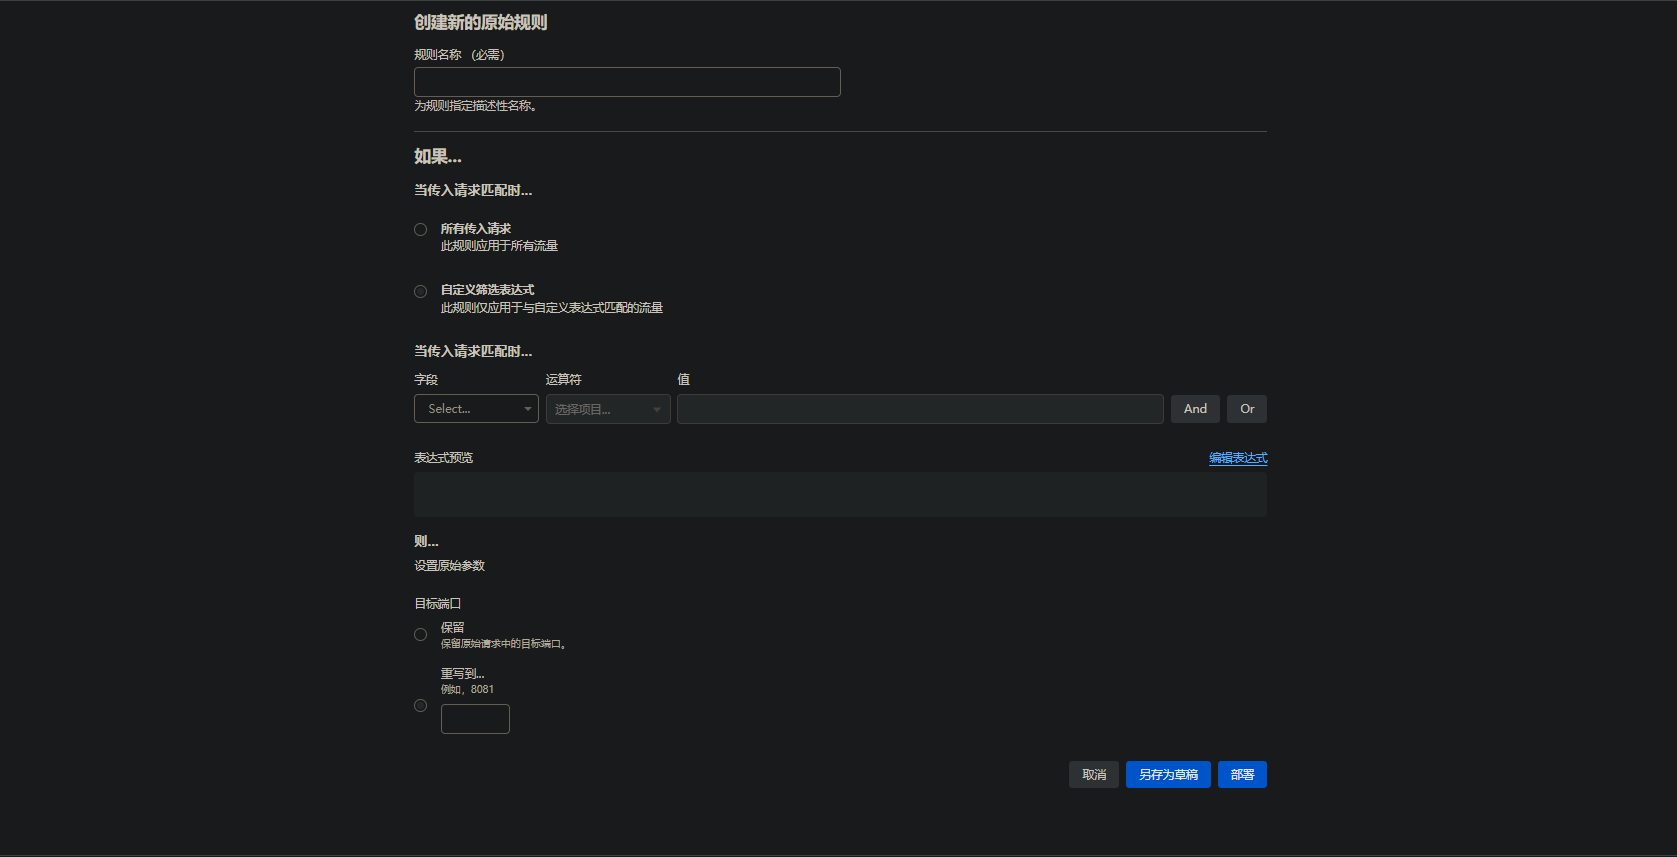 创建新的原始规则
规则名称 (必需)
为规则指定描述性名称。
如果...
当传入请求匹配时...
所有传入请求
此规则应用于所有流量
自定义筛选表达式
此规则仅应用于与自定义表达式匹配的流量
当传入请求匹配时...
字段 运算符 值
Select... 选择项目... And Or
表达式预览 编辑表达式
则...
设置原始参数
目标端口
保留
保留原始请求中的目标端口。
重写到...
例如，8081
取消 另存为草稿 部署